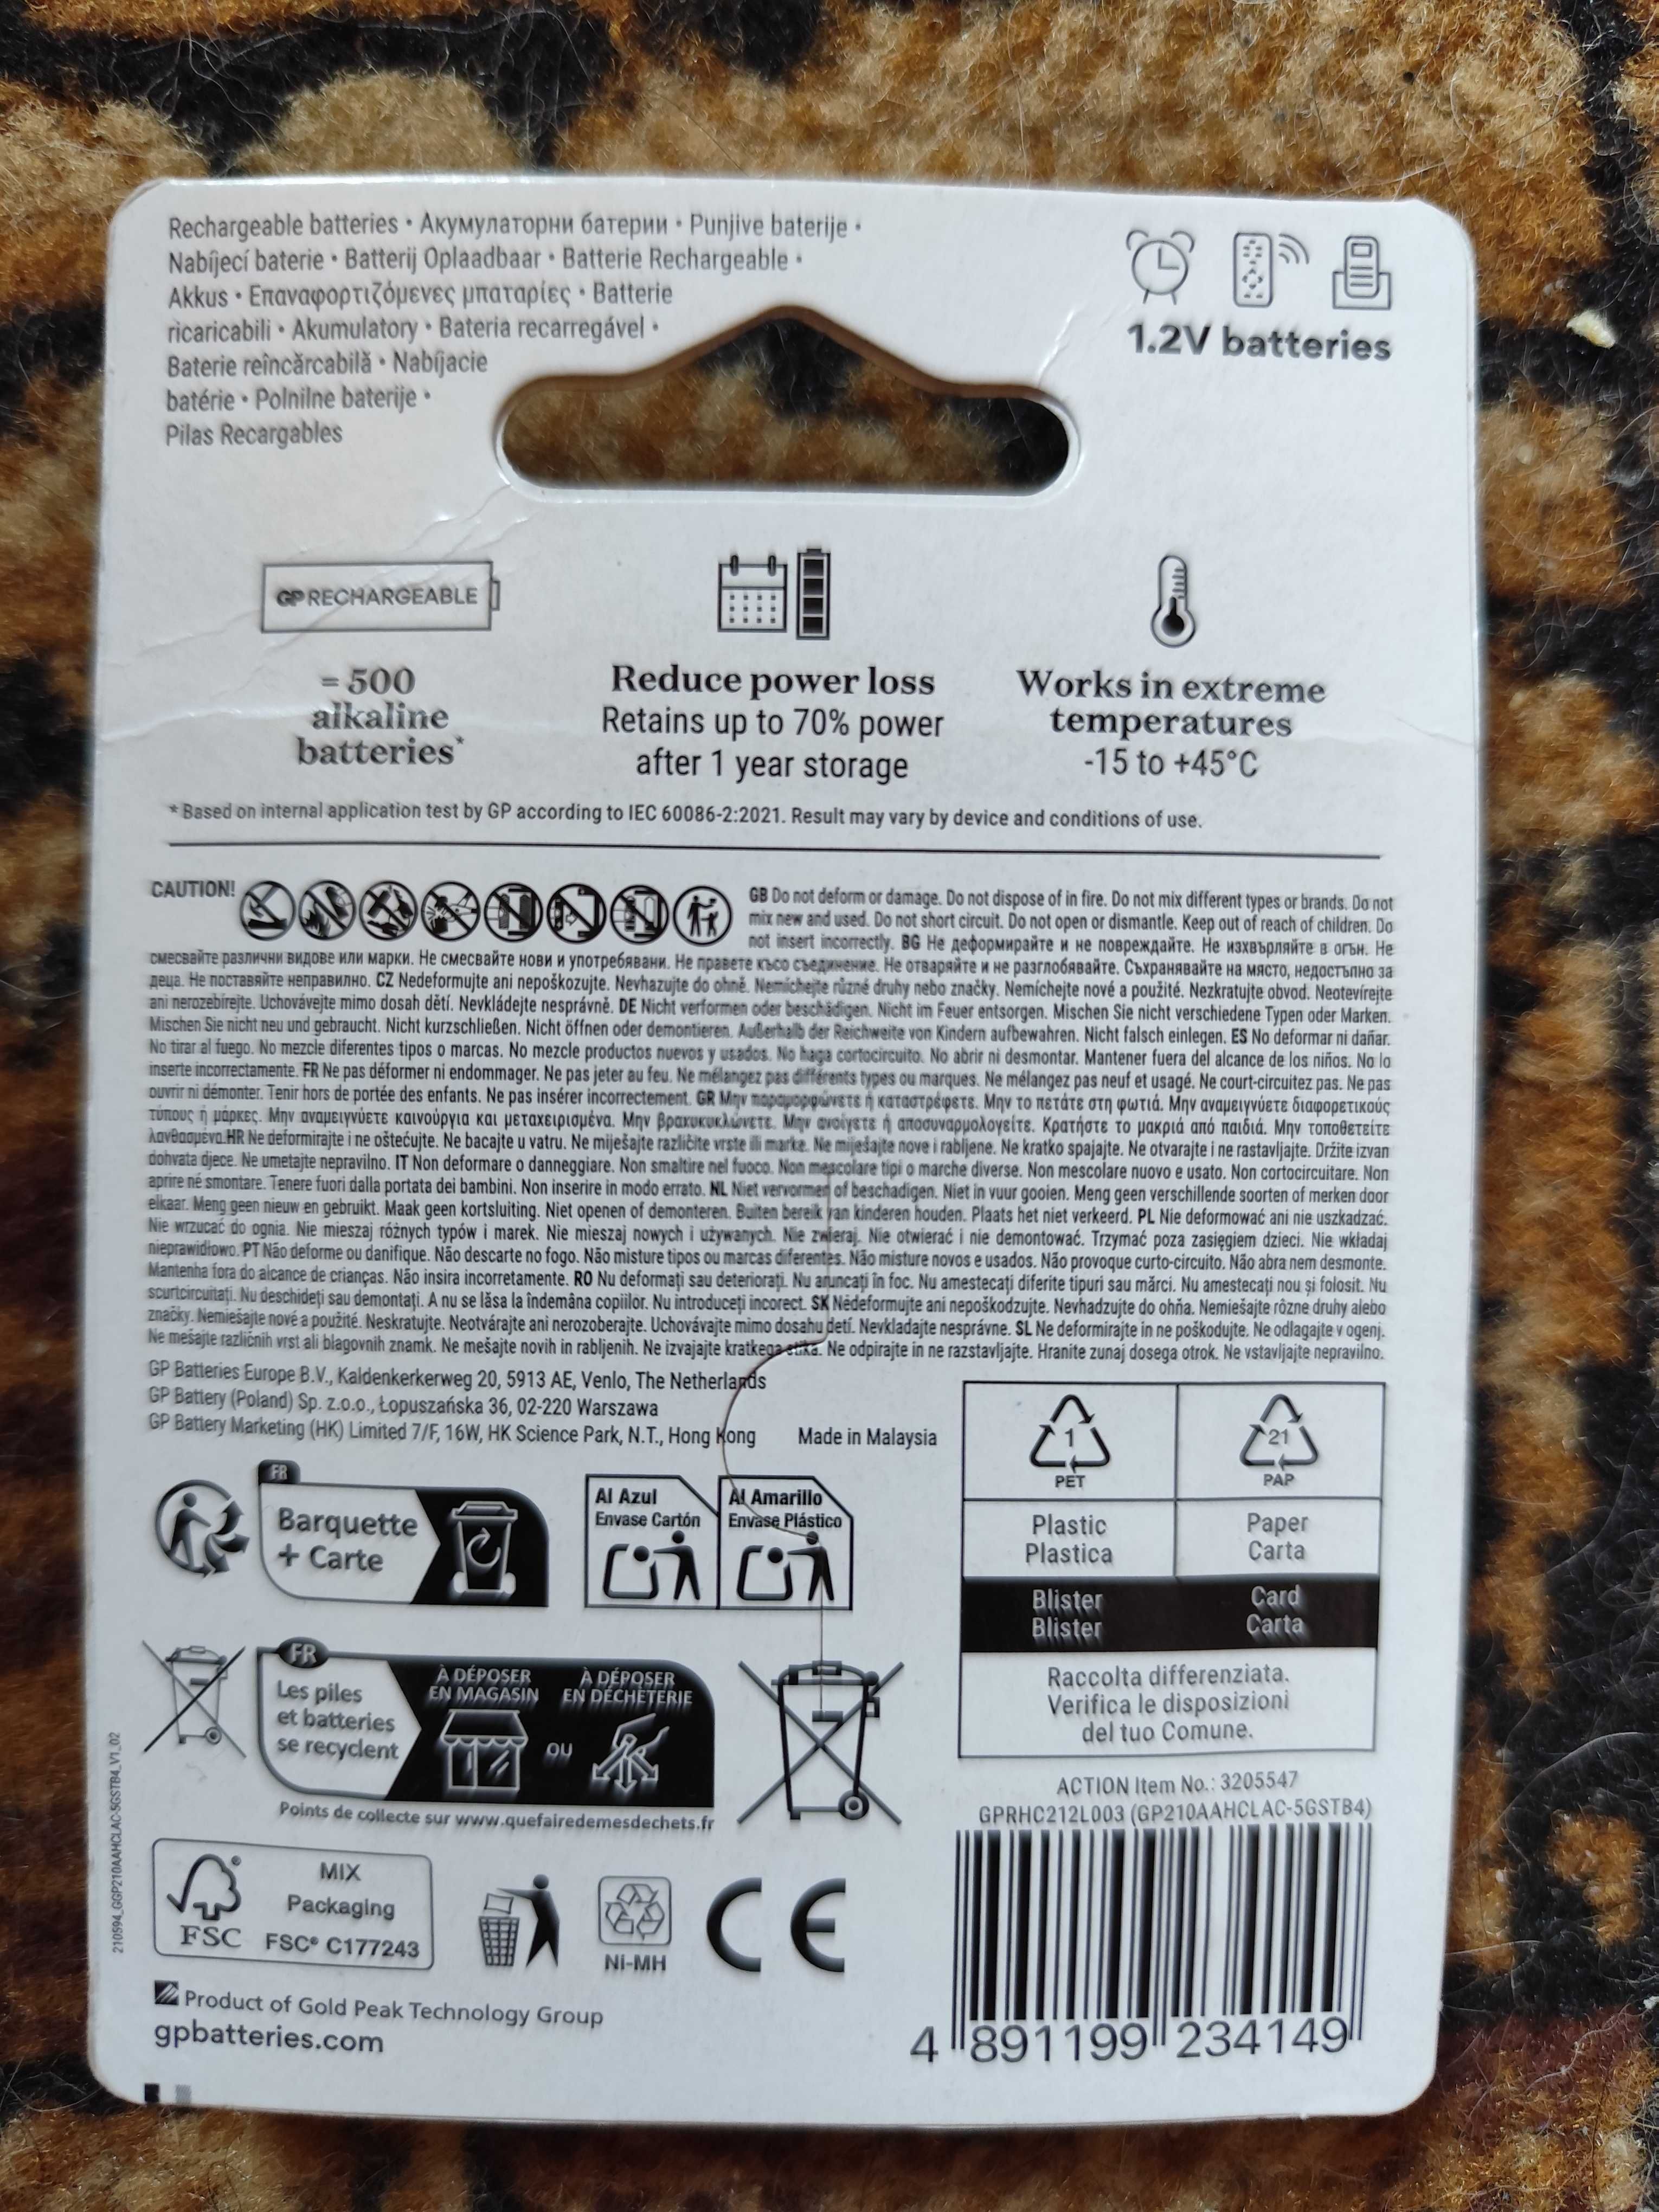 Rechargeable batteries • Акумулаторни батерии • Punjive baterije •
Nabíjecí baterie • Batterij Oplaadbaar • Batterie Rechargeable •
Akkus • Επαναφορτιζόμενες μπαταρίες • Batterie
ricaricabili • Akumulatory • Bateria recarregável •
Baterie reîncărcabilă • Nabíjacie
batérie • Polnilne baterije •
Pilas Recargables
1.2V batteries
GP RECHARGEABLE
= 500
alkaline
batteries*
Reduce power loss
Retains up to 70% power
after 1 year storage
Works in extreme
temperatures
-15 to +45°C
* Based on internal application test by GP according to IEC 60086-2:2021. Result may vary by device and conditions of use.
CAUTION!
GB Do not deform or damage. Do not dispose of in fire. Do not mix different types or brands. Do not
mix new and used. Do not short circuit. Do not open or dismantle. Keep out of reach of children. Do
not insert incorrectly. BG Не деформирайте и не повреждайте. Не изхвърляйте в огън. Не
смесвайте различни видове или марки. Не смесвайте нови и употребявани. Не правете късо съединение. Не отваряйте и не разглобявайте. Съхранявайте на място, недостъпно за
деца. Не поставяйте неправилно. CZ Nedeformujte ani nepoškozujte. Nevhazujte do ohně. Nemíchejte různé druhy nebo značky. Nemíchejte nové a použité. Nezkratujte obvod. Neotevírejte
ani nerozebírejte. Uchovávejte mimo dosah dětí. Nevkládejte nesprávně. DE Nicht verformen oder beschädigen. Nicht im Feuer entsorgen. Mischen Sie nicht verschiedene Typen oder Marken.
Mischen Sie nicht neu und gebraucht. Nicht kurzschließen. Nicht öffnen oder demontieren. Außerhalb der Reichweite von Kindern aufbewahren. Nicht falsch einlegen. ES No deformar ni dañar.
No tirar al fuego. No mezcle diferentes tipos o marcas. No mezcle productos nuevos y usados. No haga cortocircuito. No abrir ni desmontar. Mantener fuera del alcance de los niños. No lo
inserte incorrectamente. FR Ne pas déformer ni endommager. Ne pas jeter au feu. Ne mélangez pas différents types ou marques. Ne mélangez pas neuf et usagé. Ne court-circuitez pas. Ne pas
ouvrir ni démonter. Tenir hors de portée des enfants. Ne pas insérer incorrectement. GR Μην παραμορφώνετε ή καταστρέφετε. Μην το πετάτε στη φωτιά. Μην αναμειγνύετε διαφορετικούς
τύπους ή μάρκες. Μην αναμειγνύετε καινούργια και μεταχειρισμένα. Μην βραχυκυκλώνετε. Μην ανοίγετε ή αποσυναρμολογείτε. Κρατήστε το μακριά από παιδιά. Μην τοποθετείτε
λανθασμένα.HR Ne deformirajte i ne oštećujte. Ne bacajte u vatru. Ne miješajte različite vrste ili marke. Ne miješajte nove i rabljene. Ne kratko spajajte. Ne otvarajte i ne rastavljajte. Držite izvan
dohvata djece. Ne umetajte nepravilno. IT Non deformare o danneggiare. Non smaltire nel fuoco. Non mescolare tipi o marche diverse. Non mescolare nuovo e usato. Non cortocircuitare. Non
aprire né smontare. Tenere fuori dalla portata dei bambini. Non inserire in modo errato. NL Niet vervormen of beschadigen. Niet in vuur gooien. Meng geen verschillende soorten of merken door
elkaar. Meng geen nieuw en gebruikt. Maak geen kortsluiting. Niet openen of demonteren. Buiten bereik van kinderen houden. Plaats het niet verkeerd. PL Nie deformować ani nie uszkadzać.
Nie wrzucać do ognia. Nie mieszaj różnych typów i marek. Nie mieszaj nowych i używanych. Nie zwieraj. Nie otwierać i nie demontować. Trzymać poza zasięgiem dzieci. Nie wkładaj
nieprawidłowo. PT Não deforme ou danifique. Não descarte no fogo. Não misture tipos ou marcas diferentes. Não misture novos e usados. Não provoque curto-circuito. Não abra nem desmonte.
Mantenha fora do alcance de crianças. Não insira incorretamente. RO Nu deformați sau deteriorați. Nu aruncați în foc. Nu amestecați diferite tipuri sau mărci. Nu amestecați nou și folosit. Nu
scurtcircuitați. Nu deschideți sau demontați. A nu se lăsa la îndemâna copiilor. Nu introduceți incorect. SK Nedeformujte ani nepoškodzujte. Nevhadzujte do ohňa. Nemiešajte rôzne druhy alebo
značky. Nemiešajte nové a použité. Neskratujte. Neotvárajte ani nerozoberajte. Uchovávajte mimo dosahu detí. Nevkladajte nesprávne. SL Ne deformirajte in ne poškodujte. Ne odlagajte v ogenj.
Ne mešajte različnih vrst ali blagovnih znamk. Ne mešajte novih in rabljenih. Ne izvajajte kratkega stika. Ne odpirajte in ne razstavljajte. Hranite zunaj dosega otrok. Ne vstavljajte nepravilno.
GP Batteries Europe B.V., Kaldenkerkerweg 20, 5913 AE, Venlo, The Netherlands
GP Battery (Poland) Sp. z.o.o., Łopuszańska 36, 02-220 Warszawa
GP Battery Marketing (HK) Limited 7/F, 16W, HK Science Park, N.T., Hong Kong
Made in Malaysia
1
PET
21
PAP
Plastic
Plastica
Paper
Carta
Blister
Blister
Card
Carta
Raccolta differenziata.
Verifica le disposizioni
del tuo Comune.
FR
Barquette
+ Carte
Al Azul
Envase Cartón
Al Amarillo
Envase Plástico
FR
Les piles
et batteries
se recyclent
À DÉPOSER
EN MAGASIN
OU
À DÉPOSER
EN DÉCHÈTERIE
Points de collecte sur www.quefairedemesdechets.fr
210594_GGP210AAHCLAC-5GSTB4_V1_02
ACTION Item No.: 3205547
GPRHC212L003 (GP210AAHCLAC-5GSTB4)
FSC
MIX
Packaging
FSC® C177243
Ni-MH
CE
Product of Gold Peak Technology Group
gpbatteries.com
4 891199 234149